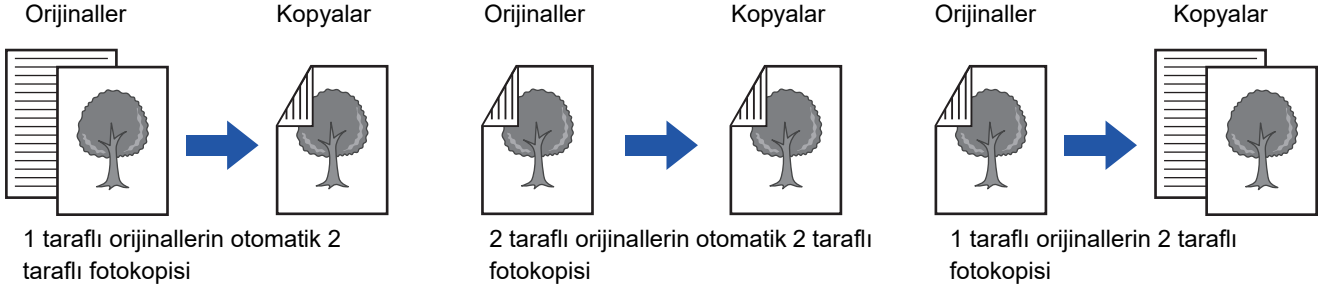 Orijinaller Kopyalar Orijinaller Kopyalar Orijinaller Kopyalar
1 taraflı orijinallerin otomatik 2
taraflı fotokopisi
2 taraflı orijinallerin otomatik 2 taraflı
fotokopisi
1 taraflı orijinallerin 2 taraflı
fotokopisi